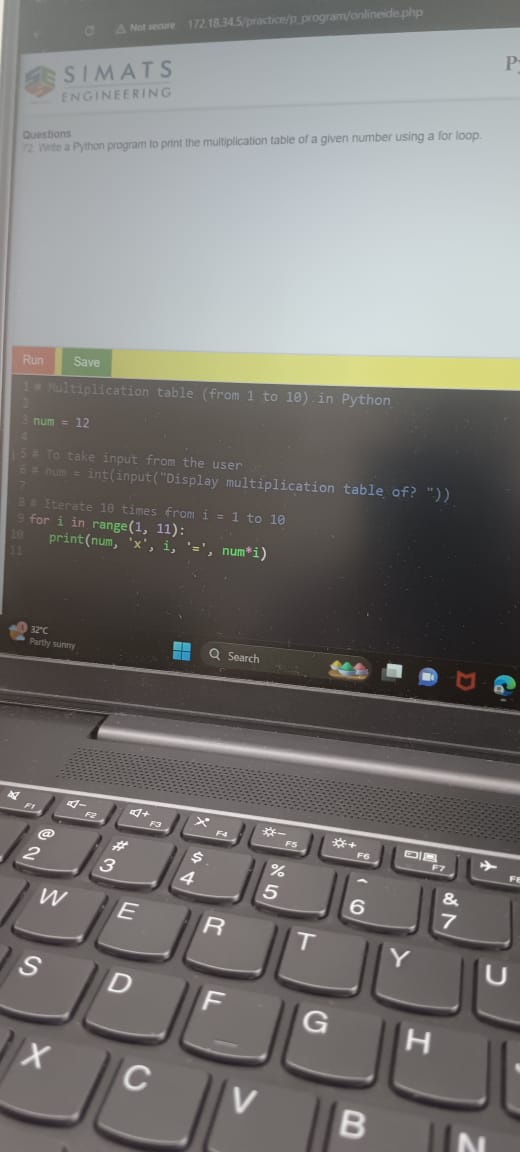 Not secure 172.18.34.5/practice/p_program/onlineide.php
SIMATS
ENGINEERING
Questions
72. Write a Python program to print the multiplication table of a given number using a for loop.
Run Save
1 # Multiplication table (from 1 to 10) in Python
2
3 num = 12
4
5 # To take input from the user
6 # num = int(input("Display multiplication table of? "))
7
8 # Iterate 10 times from i = 1 to 10
9 for i in range(1, 11):
10 print(num, 'x', i, '=', num*i)
11
32°C
Partly sunny
Search
F1 F2 F3 F4 F5 F6 F7
@ # $ % ^ &
2 3 4 5 6 7
W E R T Y U
S D F G H
X C V B N